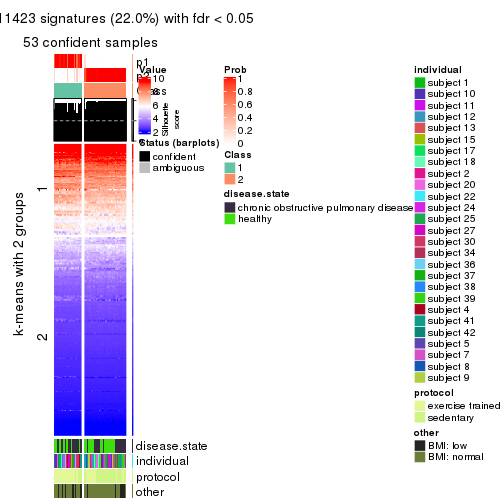 11423 signatures (22.0%) with fdr < 0.05
53 confident samples
k-means with 2 groups
1
2
p1
p2
Class
Silhouette
score
Value
10
8
6
4
2
Prob
1
0.8
0.6
0.4
0.2
0
Status (barplots)
confident
ambiguous
Class
1
2
disease.state
chronic obstructive pulmonary disease
healthy
individual
subject 1
subject 10
subject 11
subject 12
subject 13
subject 15
subject 17
subject 18
subject 2
subject 20
subject 22
subject 24
subject 25
subject 27
subject 30
subject 34
subject 36
subject 37
subject 38
subject 39
subject 4
subject 41
subject 42
subject 5
subject 7
subject 8
subject 9
protocol
exercise trained
sedentary
other
BMI: low
BMI: normal
disease.state
individual
protocol
other